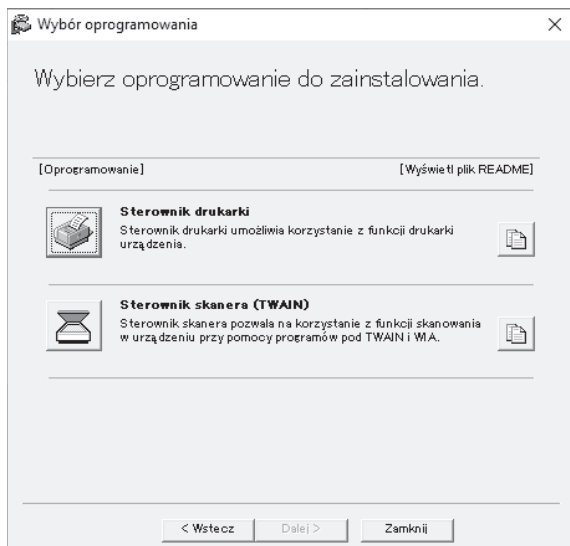 Wybór oprogramowania
Wybierz oprogramowanie do zainstalowania.
[Oprogramowanie] [Wyświetl plik README]
Sterownik drukarki
Sterownik drukarki umożliwia korzystanie z funkcji drukarki
urządzenia.
Sterownik skanera (TWAIN)
Sterownik skanera pozwala na korzystanie z funkcji skanowania
w urządzeniu przy pomocy programów pod TWAIN i WIA.
< Wstecz Dalej > Zamknij